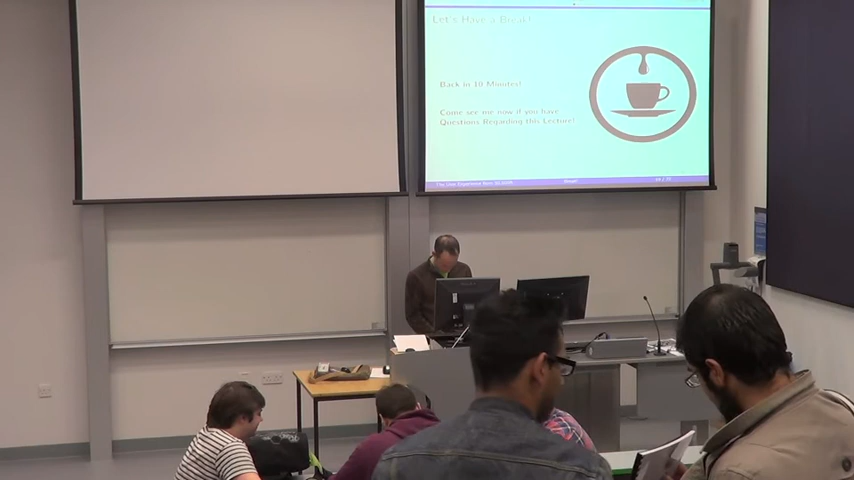 Let's Have a Break!
Back in 10 Minutes!
Come see me now if you have
Questions Regarding this Lecture!